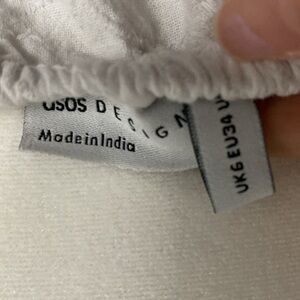 asos DESIGN
Made in India
UK6 EU34 U